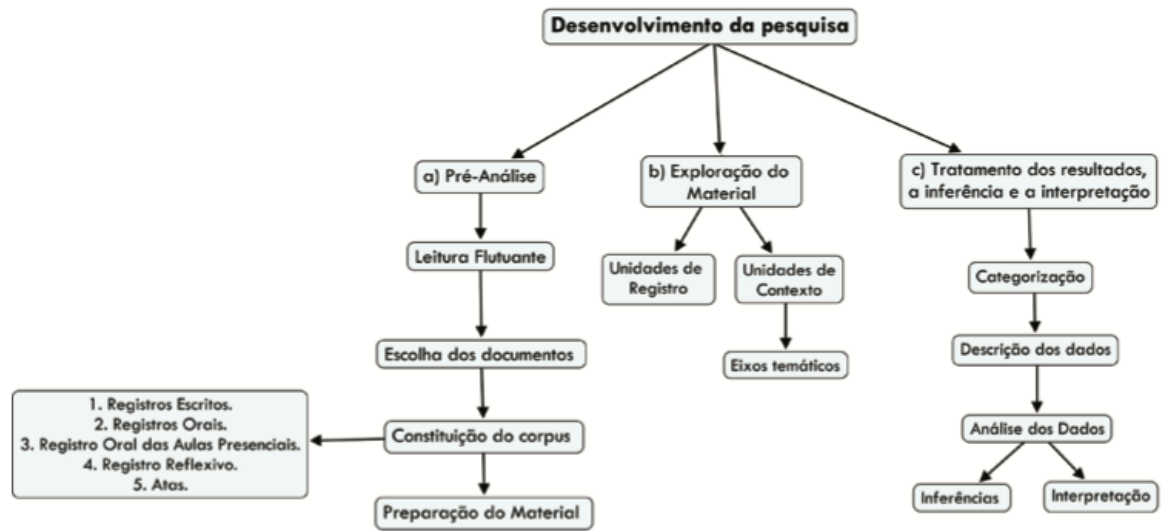 Desenvolvimento da pesquisa
a) Pré-Análise
Leitura Flutuante
Escolha dos documentos
Constituição do corpus
1. Registros Escritos.
2. Registros Orais.
3. Registro Oral das Aulas Presenciais.
4. Registro Reflexivo.
5. Atas.
Preparação do Material
b) Exploração do
Material
Unidades de
Registro
Unidades de
Contexto
Eixos temáticos
c) Tratamento dos resultados,
a inferência e a interpretação
Categorização
Descrição dos dados
Análise dos Dados
Inferências
Interpretação